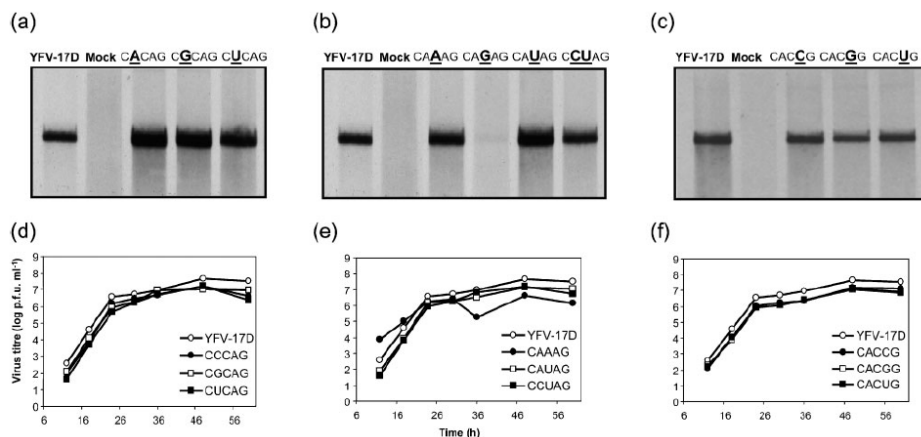 (a) (b) (c)
YFV-17D Mock CACAG CGCAG CUCAG
YFV-17D Mock CAAAG CAGAG CAUAG CCUAG
YFV-17D Mock CACCG CACGG CACUG
(d) (e) (f)
Virus titre (log p.f.u. ml-1)
9
8
7
6
5
4
3
2
1
0
YFV-17D
CCCAG
CGCAG
CUCAG
6 16 26 36 46 56
9
8
7
6
5
4
3
2
1
0
YFV-17D
CAAAG
CAUAG
CCUAG
6 16 26 36 46 56
Time (h)
9
8
7
6
5
4
3
2
1
0
YFV-17D
CACCG
CACGG
CACUG
6 16 26 36 46 56